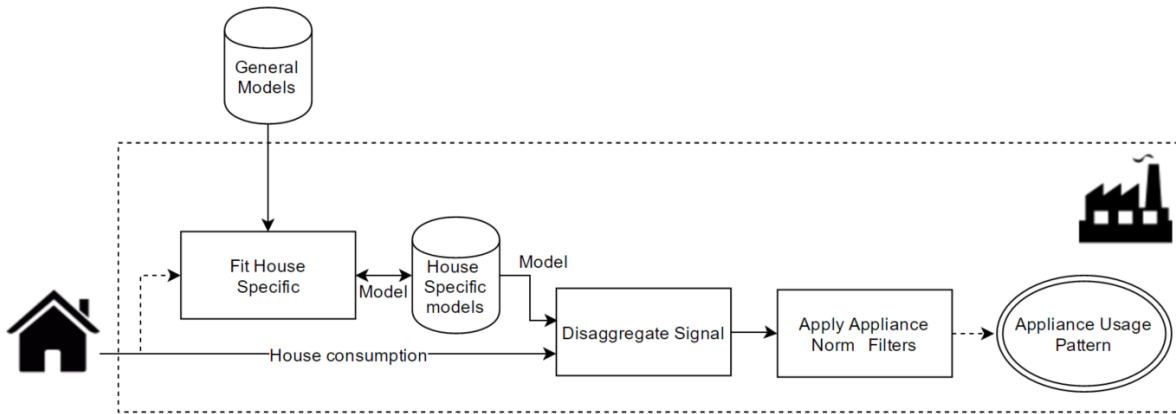 General
Models
Fit House
Specific
Model
House
Specific
models
Model
Disaggregate Signal
Apply Appliance
Norm Filters
Appliance Usage
Pattern
House consumption